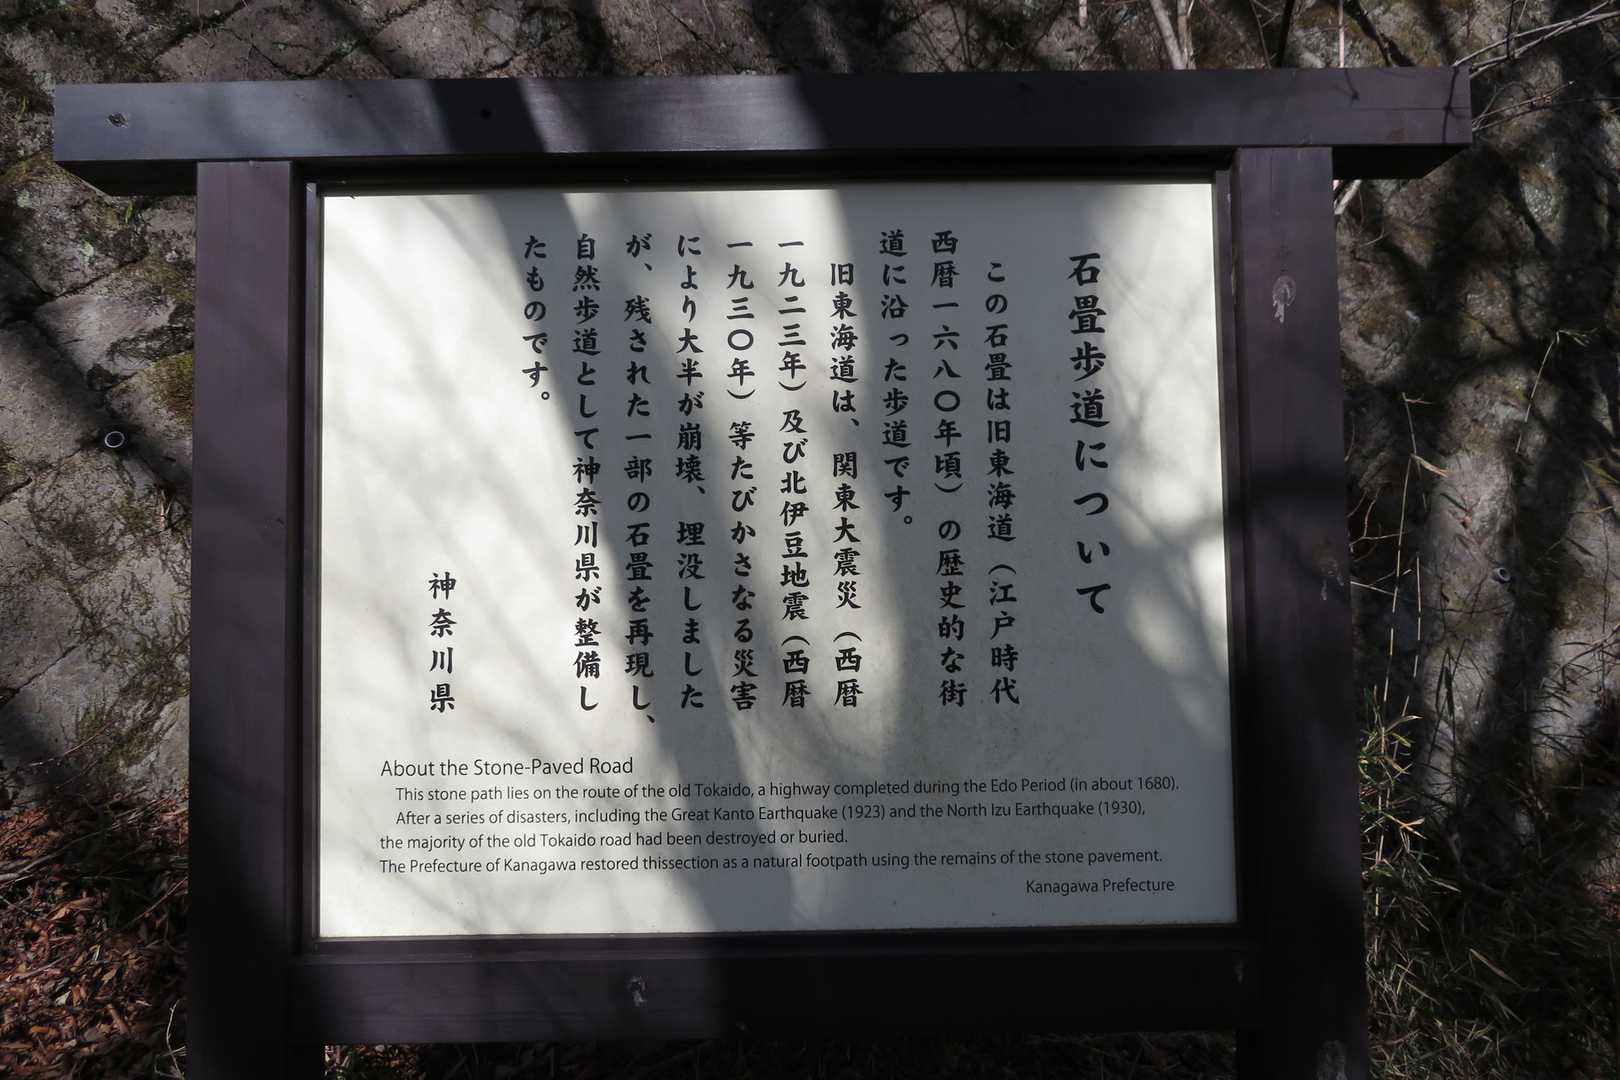 石畳歩道について
この石畳は旧東海道（江戸時代
西暦一六八〇年頃）の歴史的な街
道に沿った歩道です。
旧東海道は、関東大震災（西暦
一九二三年）及び北伊豆地震（西暦
一九三〇年）等たびかさなる災害
により大半が崩壊、埋没しました
が、残された一部の石畳を再現し、
自然歩道として神奈川県が整備し
たものです。
神奈川県
About the Stone-Paved Road
This stone path lies on the route of the old Tokaido, a highway completed during the Edo Period (in about 1680).
After a series of disasters, including the Great Kanto Earthquake (1923) and the North Izu Earthquake (1930),
the majority of the old Tokaido road had been destroyed or buried.
The Prefecture of Kanagawa restored thissection as a natural footpath using the remains of the stone pavement.
Kanagawa Prefecture